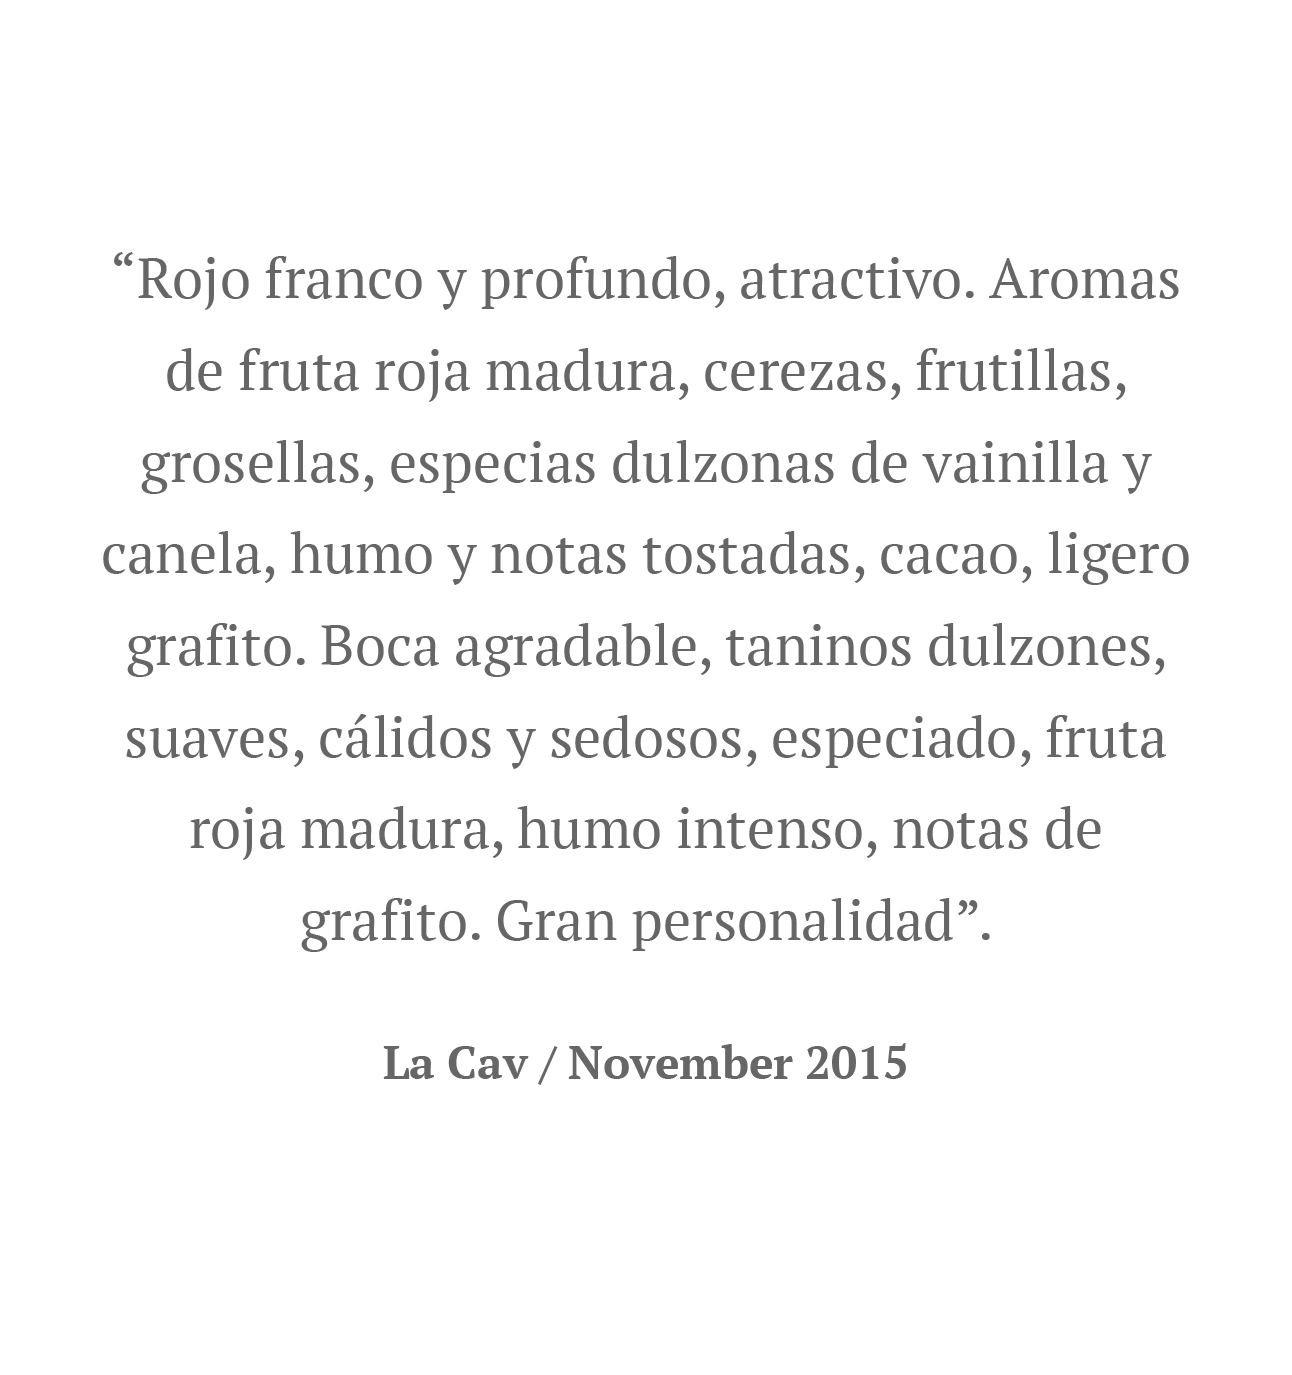 “Rojo franco y profundo, atractivo. Aromas
de fruta roja madura, cerezas, frutillas,
grosellas, especias dulzonas de vainilla y
canela, humo y notas tostadas, cacao, ligero
grafito. Boca agradable, taninos dulzones,
suaves, cálidos y sedosos, especiado, fruta
roja madura, humo intenso, notas de
grafito. Gran personalidad”.
La Cav / November 2015